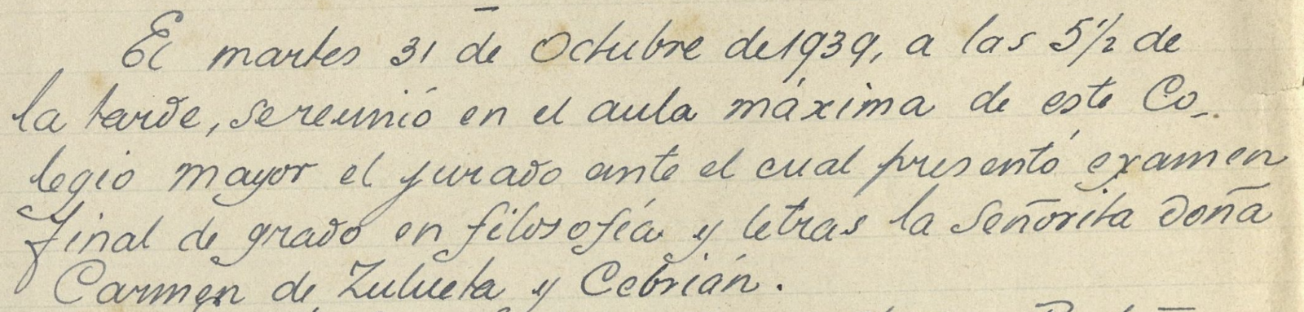 El martes 31 de Octubre de 1939, a las 5 1/2 de
la tarde, se reunió en el aula máxima de este Co-
legio mayor el jurado ante el cual presentó examen
final de grado en filosofía y letras la Señorita doña
Carmen de Zulueta y Cebrián.